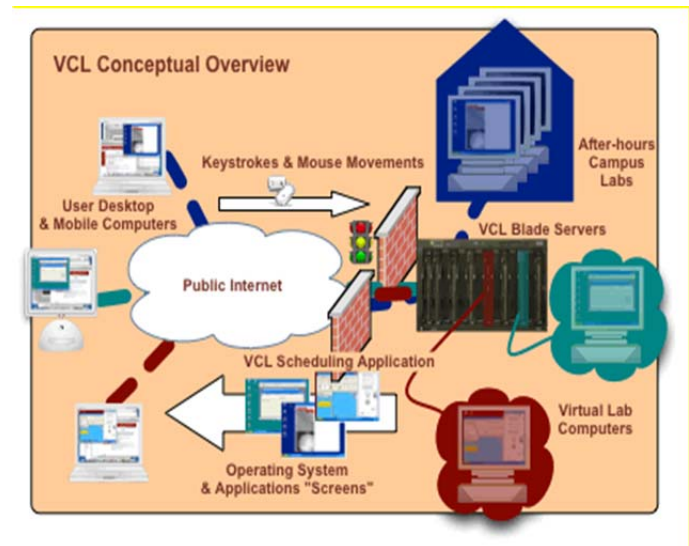 VCL Conceptual Overview
Keystrokes & Mouse Movements
After-hours
Campus
Labs
User Desktop
& Mobile Computers
VCL Blade Servers
Public Internet
VCL Scheduling Application
Virtual Lab
Computers
Operating System
& Applications "Screens"